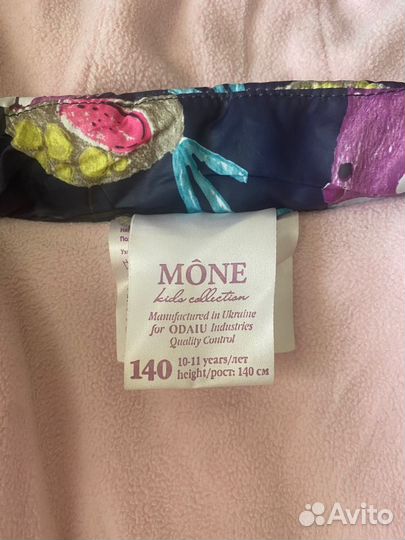 MÔNE
kids collection
Manufactured in Ukraine
for ODAIU Industries
Quality Control
140 10-11 years/лет
height/рост: 140 см
Avito